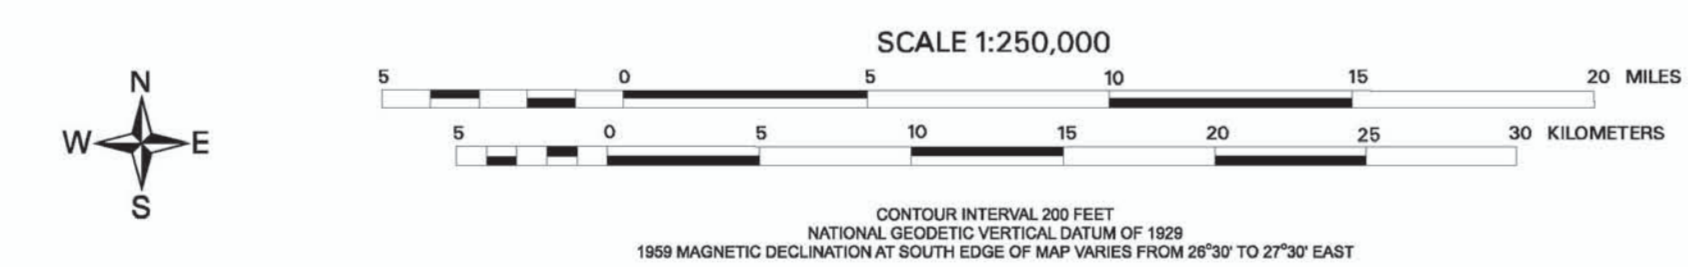 SCALE 1:250,000
5 0 5 10 15 20 MILES
N
W E
S
5 0 5 10 15 20 25 30 KILOMETERS
CONTOUR INTERVAL 200 FEET
NATIONAL GEODETIC VERTICAL DATUM OF 1929
1959 MAGNETIC DECLINATION AT SOUTH EDGE OF MAP VARIES FROM 26°30' TO 27°30' EAST